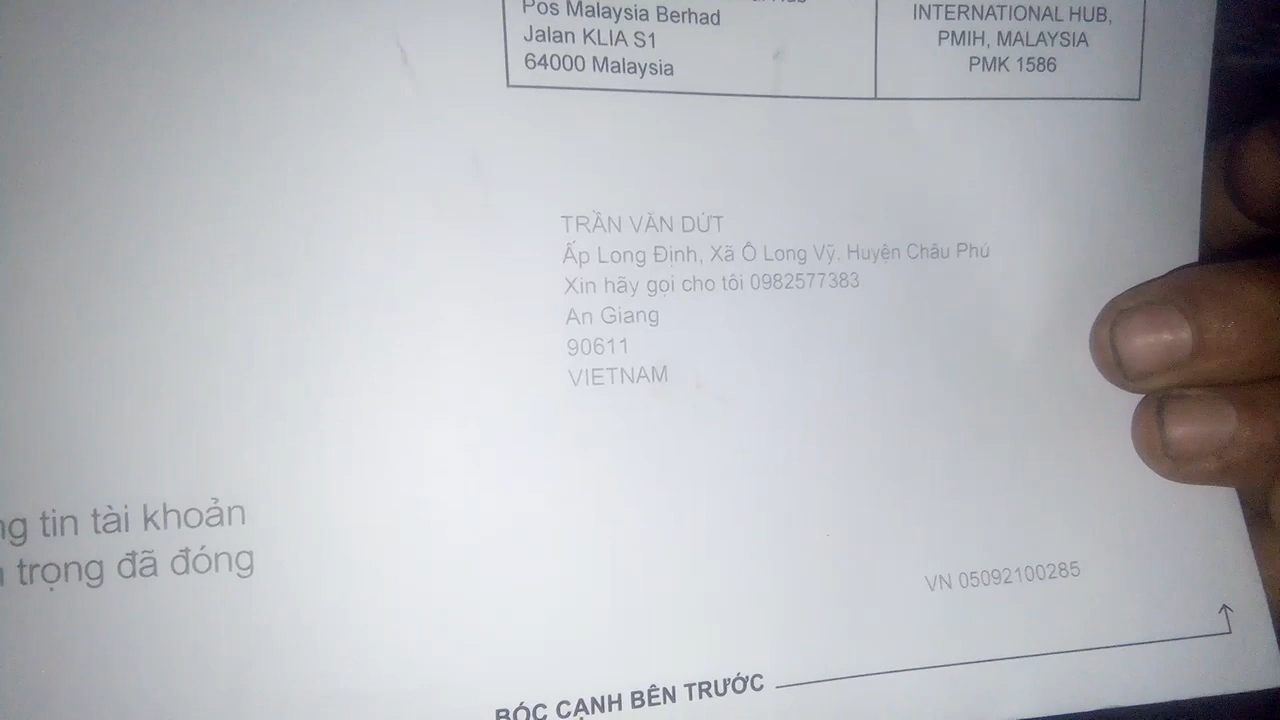 Pos Malaysia Berhad
Jalan KLIA S1
64000 Malaysia
INTERNATIONAL HUB,
PMIH, MALAYSIA
PMK 1586
TRẦN VĂN DỨT
Ấp Long Định, Xã Ô Long Vỹ, Huyện Châu Phú
Xin hãy gọi cho tôi 0982577383
An Giang
90611
VIETNAM
tin tài khoản
trọng đã đóng
VN 05092100285
BÓC CẠNH BÊN TRƯỚC